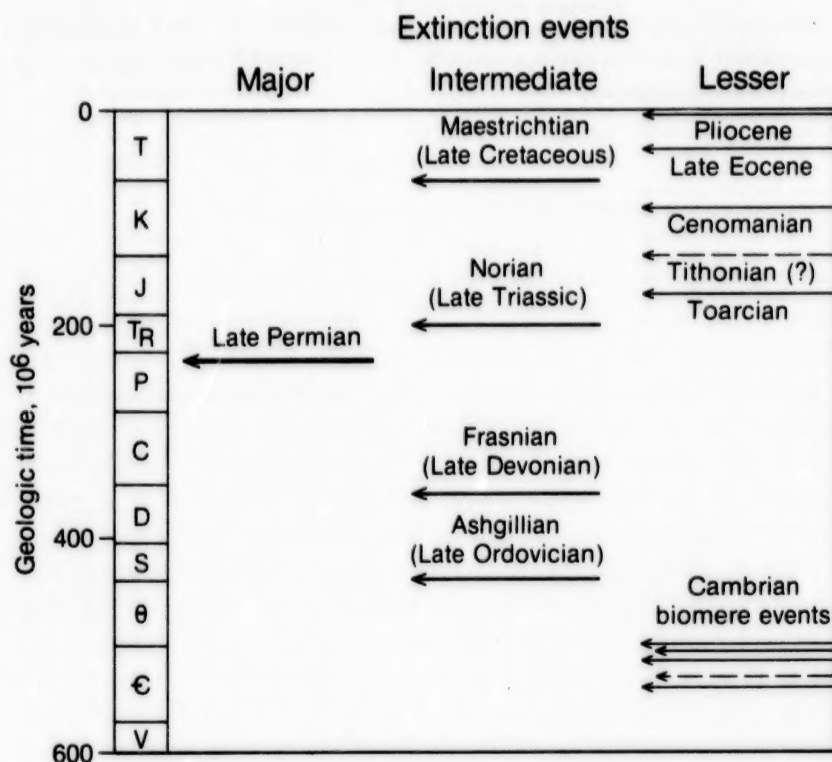 Extinction events
Major
Intermediate
Lesser
Geologic time, 10⁶ years
0
200
400
600
T
K
J
TR
P
C
D
S
θ
Є
V
Late Permian
Maestrichtian
(Late Cretaceous)
Norian
(Late Triassic)
Frasnian
(Late Devonian)
Ashgillian
(Late Ordovician)
Pliocene
Late Eocene
Cenomanian
Tithonian (?)
Toarcian
Cambrian
biomere events